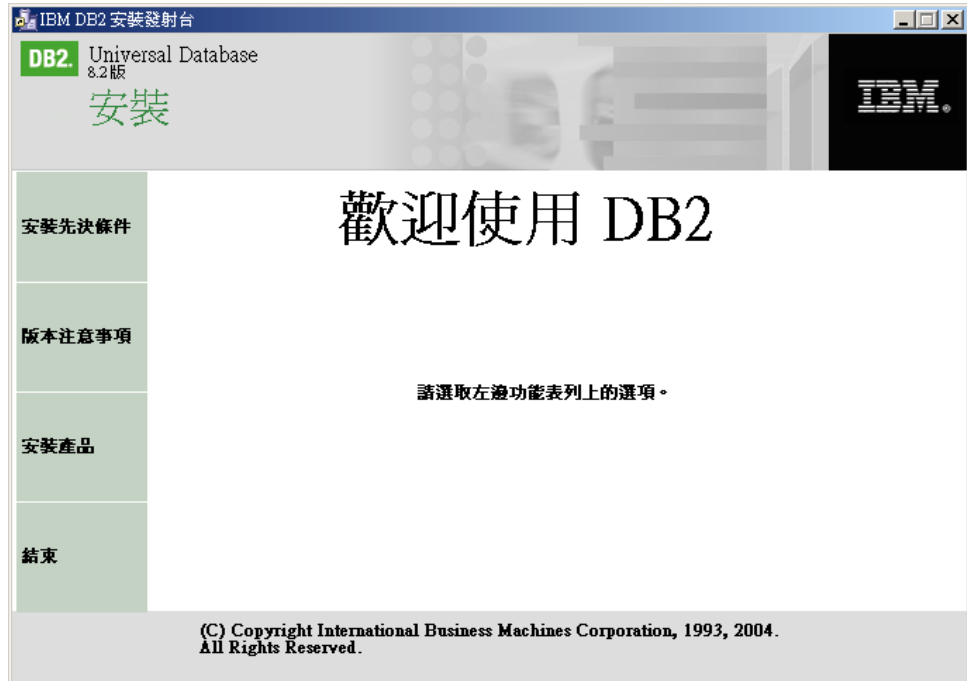 IBM DB2 安裝發射台
DB2. Universal Database
8.2版
安裝
IBM.
歡迎使用 DB2
安裝先決條件
版本注意事項
請選取左邊功能表列上的選項。
安裝產品
結束
(C) Copyright International Business Machines Corporation, 1993, 2004.
All Rights Reserved.